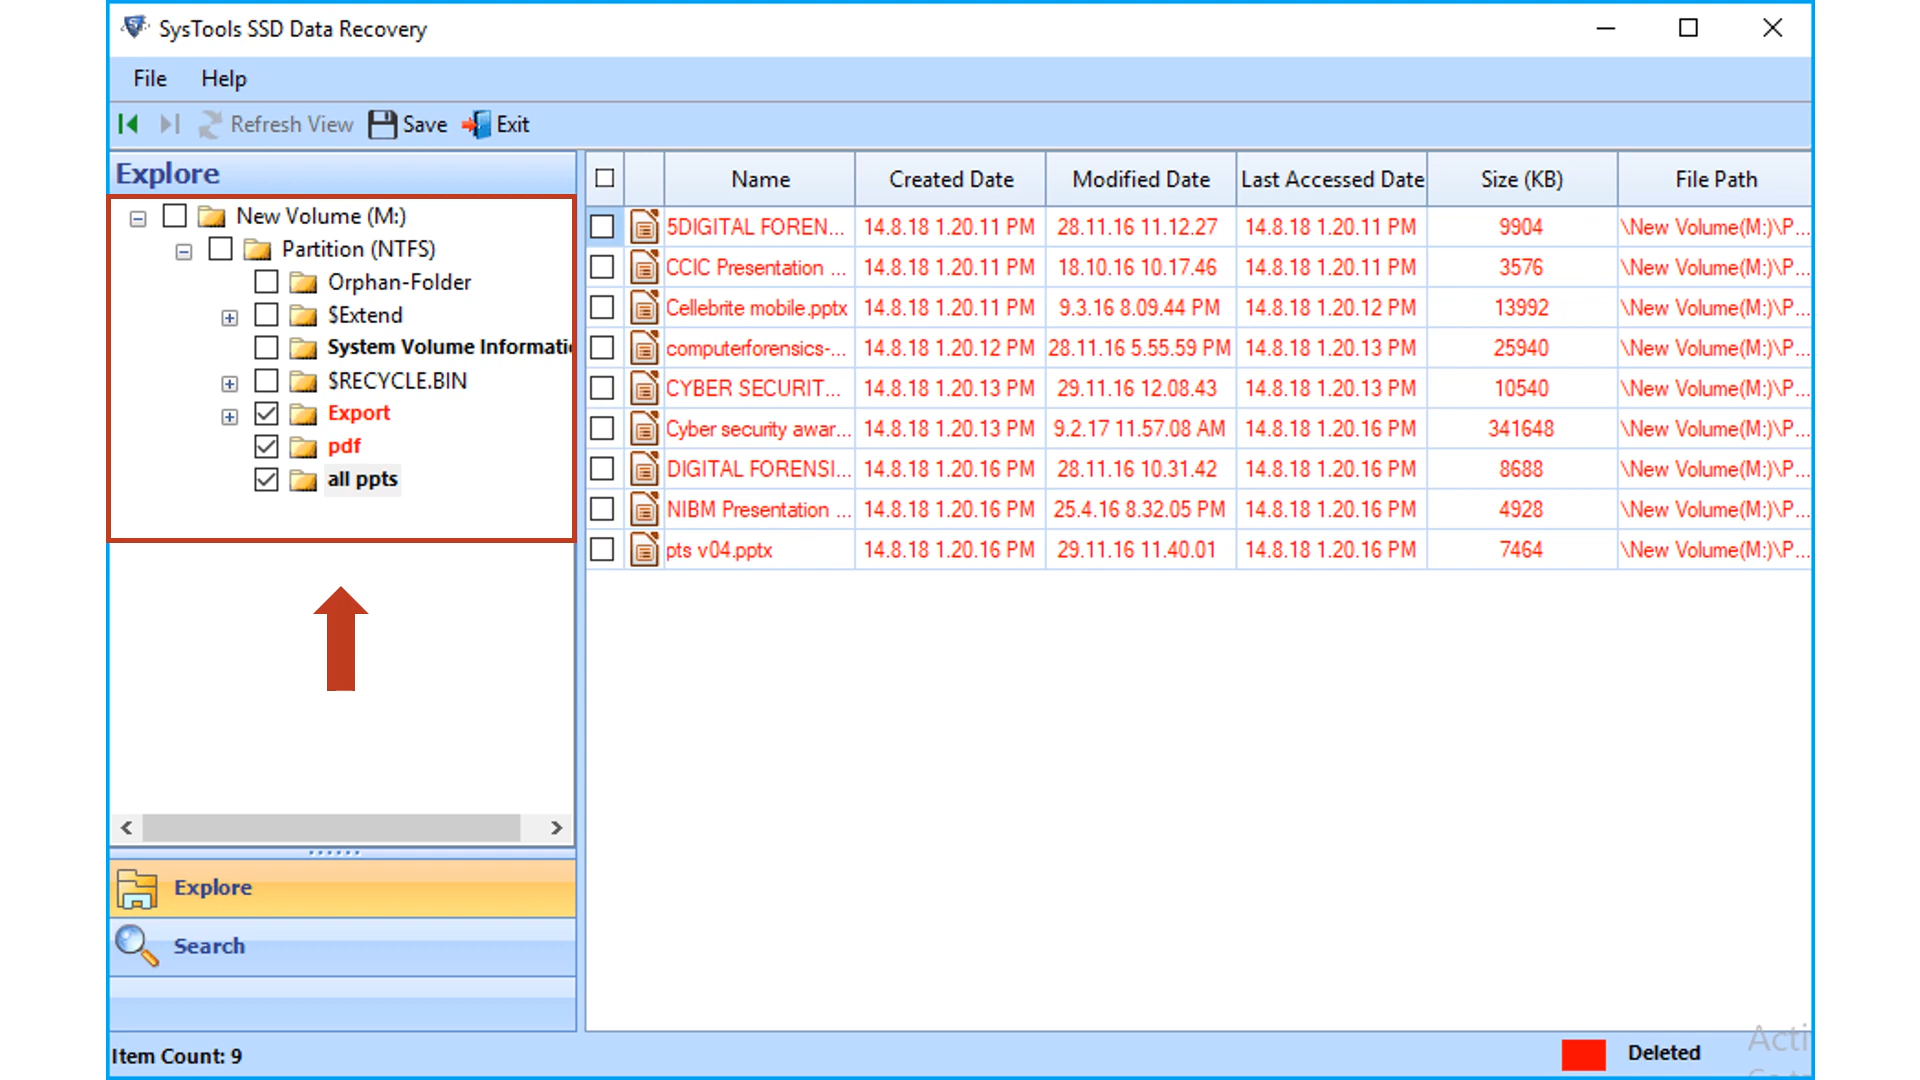 SysTools SSD Data Recovery
File Help
Refresh View Save Exit
Explore
New Volume (M:)
Partition (NTFS)
Orphan-Folder
$Extend
System Volume Informatio
$RECYCLE.BIN
Export
pdf
all ppts
Explore
Search
Name Created Date Modified Date Last Accessed Date Size (KB) File Path
5DIGITAL FOREN... 14.8.18 1.20.11 PM 28.11.16 11.12.27 14.8.18 1.20.11 PM 9904 \New Volume(M:)\P...
CCIC Presentation ... 14.8.18 1.20.11 PM 18.10.16 10.17.46 14.8.18 1.20.11 PM 3576 \New Volume(M:)\P...
Cellebrite mobile.pptx 14.8.18 1.20.11 PM 9.3.16 8.09.44 PM 14.8.18 1.20.12 PM 13992 \New Volume(M:)\P...
computerforensics-... 14.8.18 1.20.12 PM 28.11.16 5.55.59 PM 14.8.18 1.20.13 PM 25940 \New Volume(M:)\P...
CYBER SECURIT... 14.8.18 1.20.13 PM 29.11.16 12.08.43 14.8.18 1.20.13 PM 10540 \New Volume(M:)\P...
Cyber security awar... 14.8.18 1.20.13 PM 9.2.17 11.57.08 AM 14.8.18 1.20.16 PM 341648 \New Volume(M:)\P...
DIGITAL FORENSI... 14.8.18 1.20.16 PM 28.11.16 10.31.42 14.8.18 1.20.16 PM 8688 \New Volume(M:)\P...
NIBM Presentation ... 14.8.18 1.20.16 PM 25.4.16 8.32.05 PM 14.8.18 1.20.16 PM 4928 \New Volume(M:)\P...
pts v04.pptx 14.8.18 1.20.16 PM 29.11.16 11.40.01 14.8.18 1.20.16 PM 7464 \New Volume(M:)\P...
Acti
Item Count: 9 Deleted